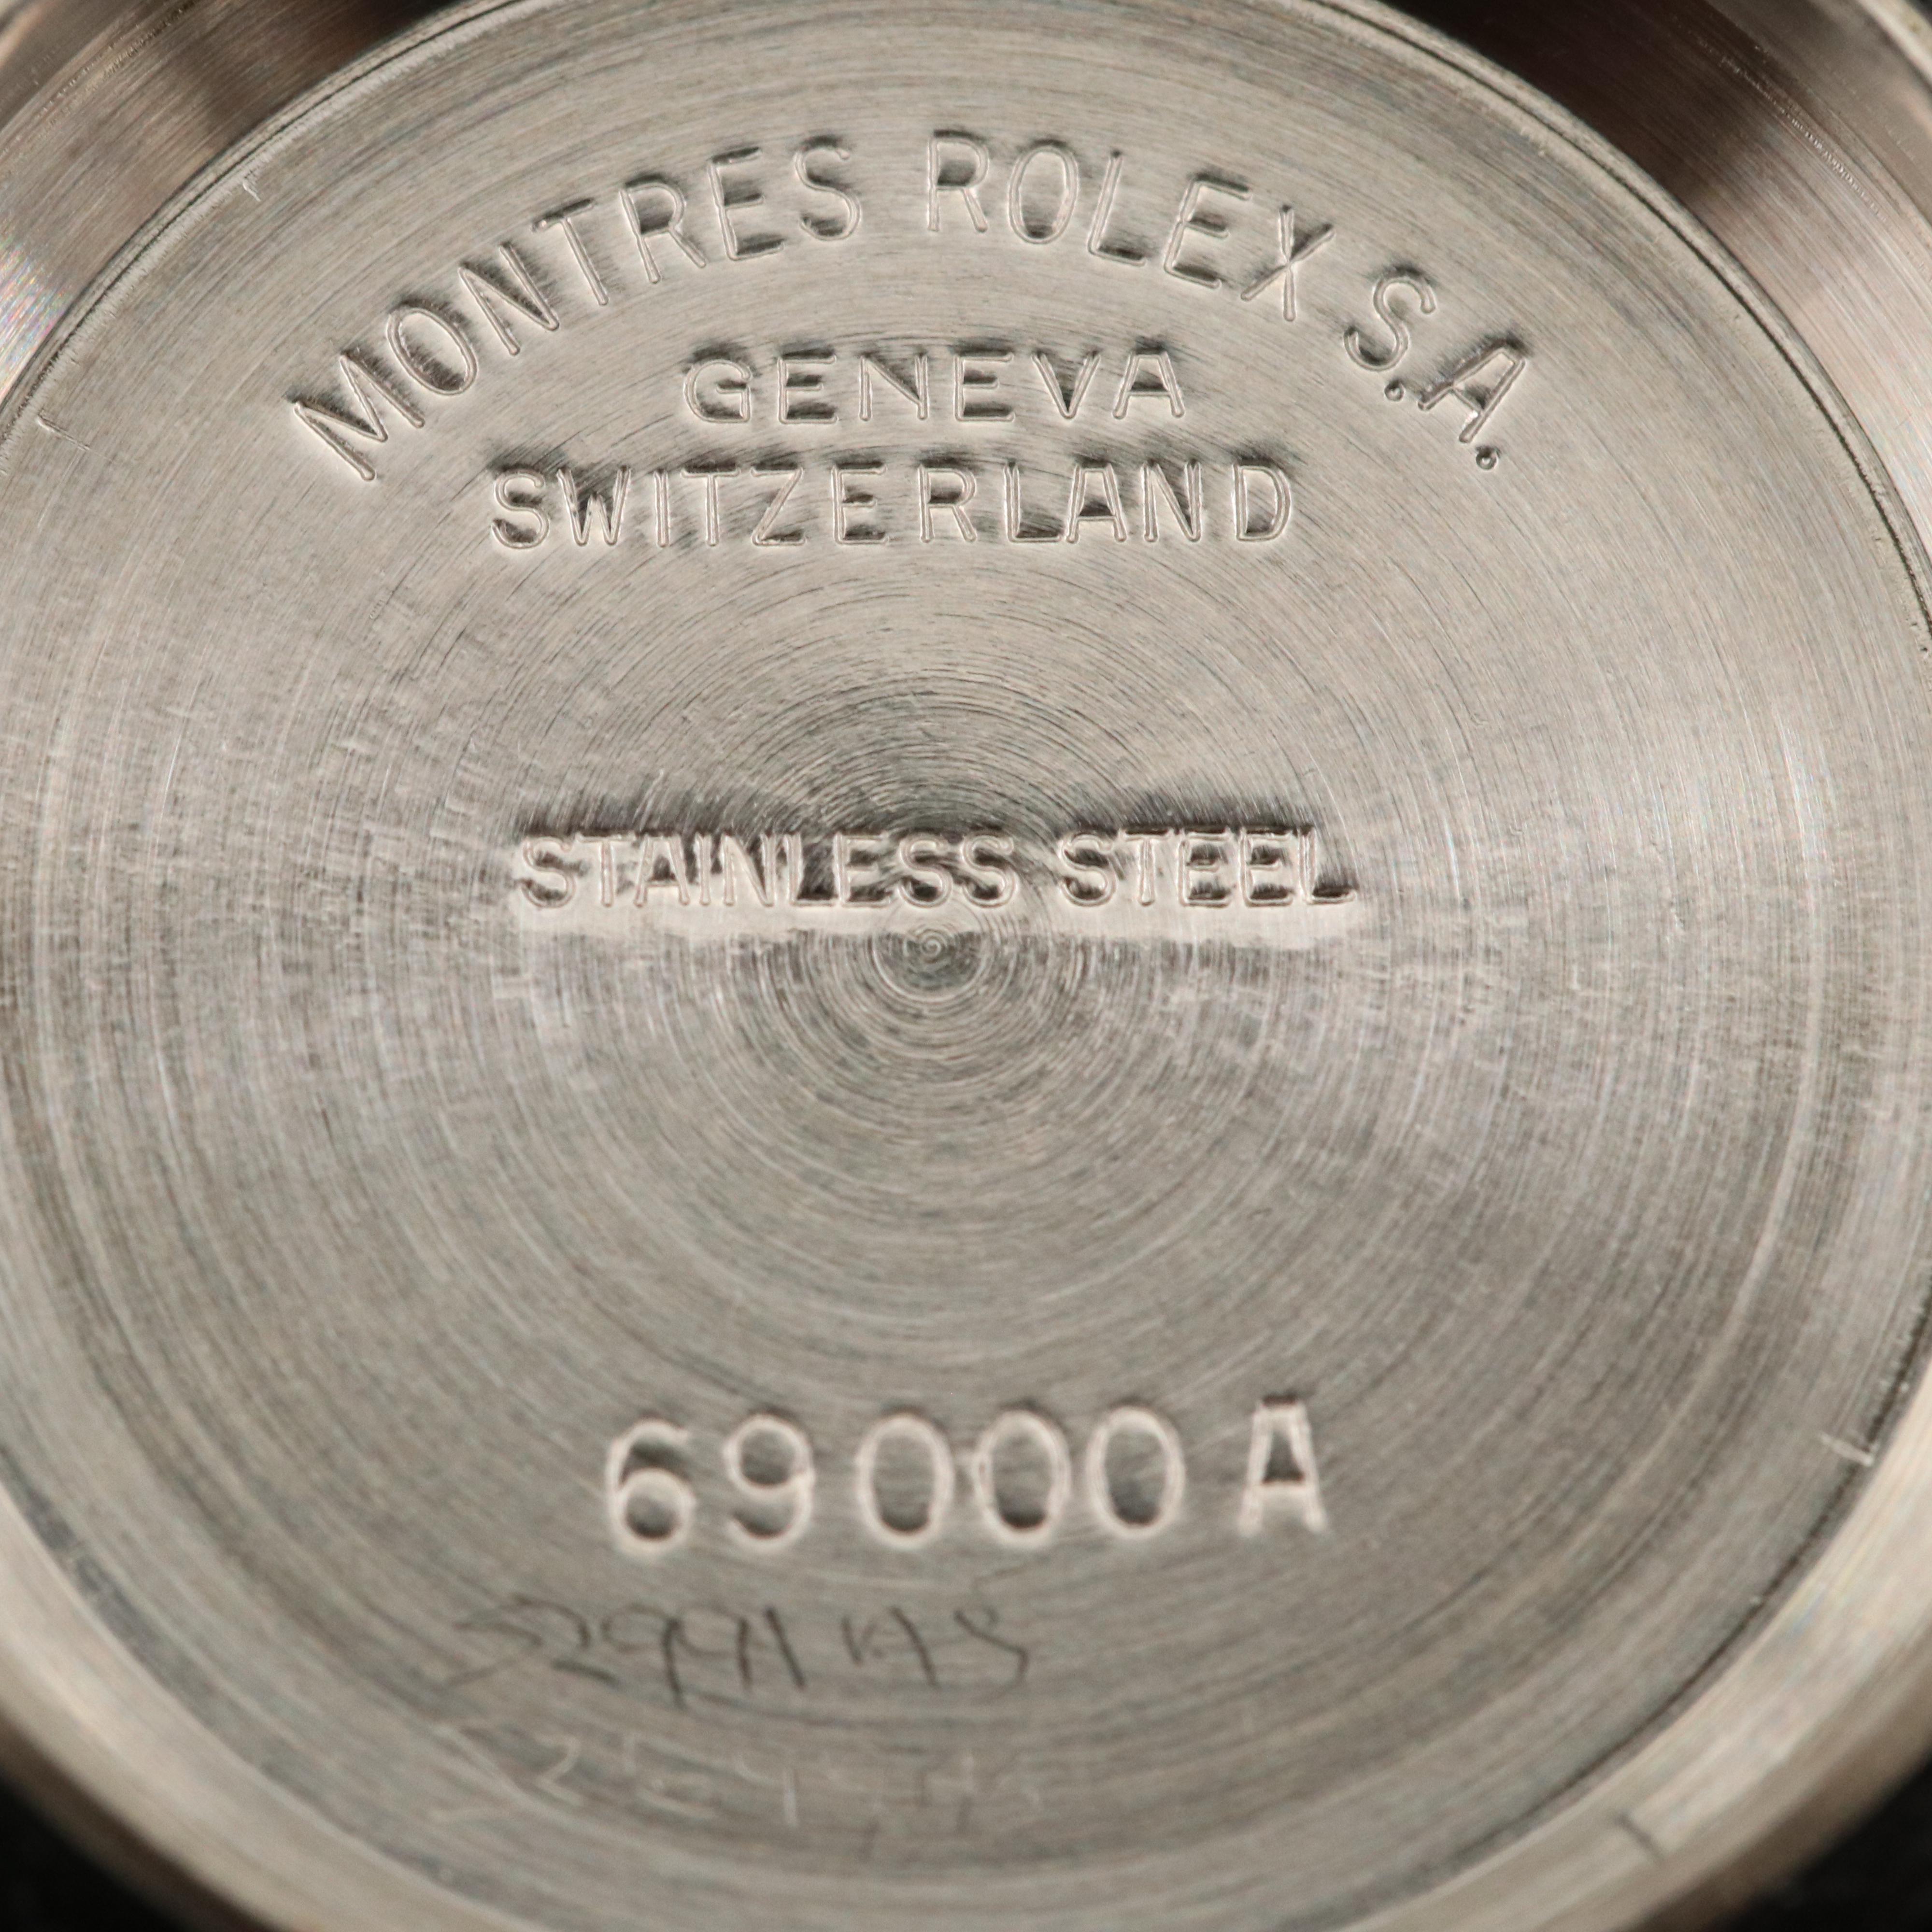 MONTRES ROLEX S.A.
GENEVA
SWITZERLAND
STAINLESS STEEL
69000 A